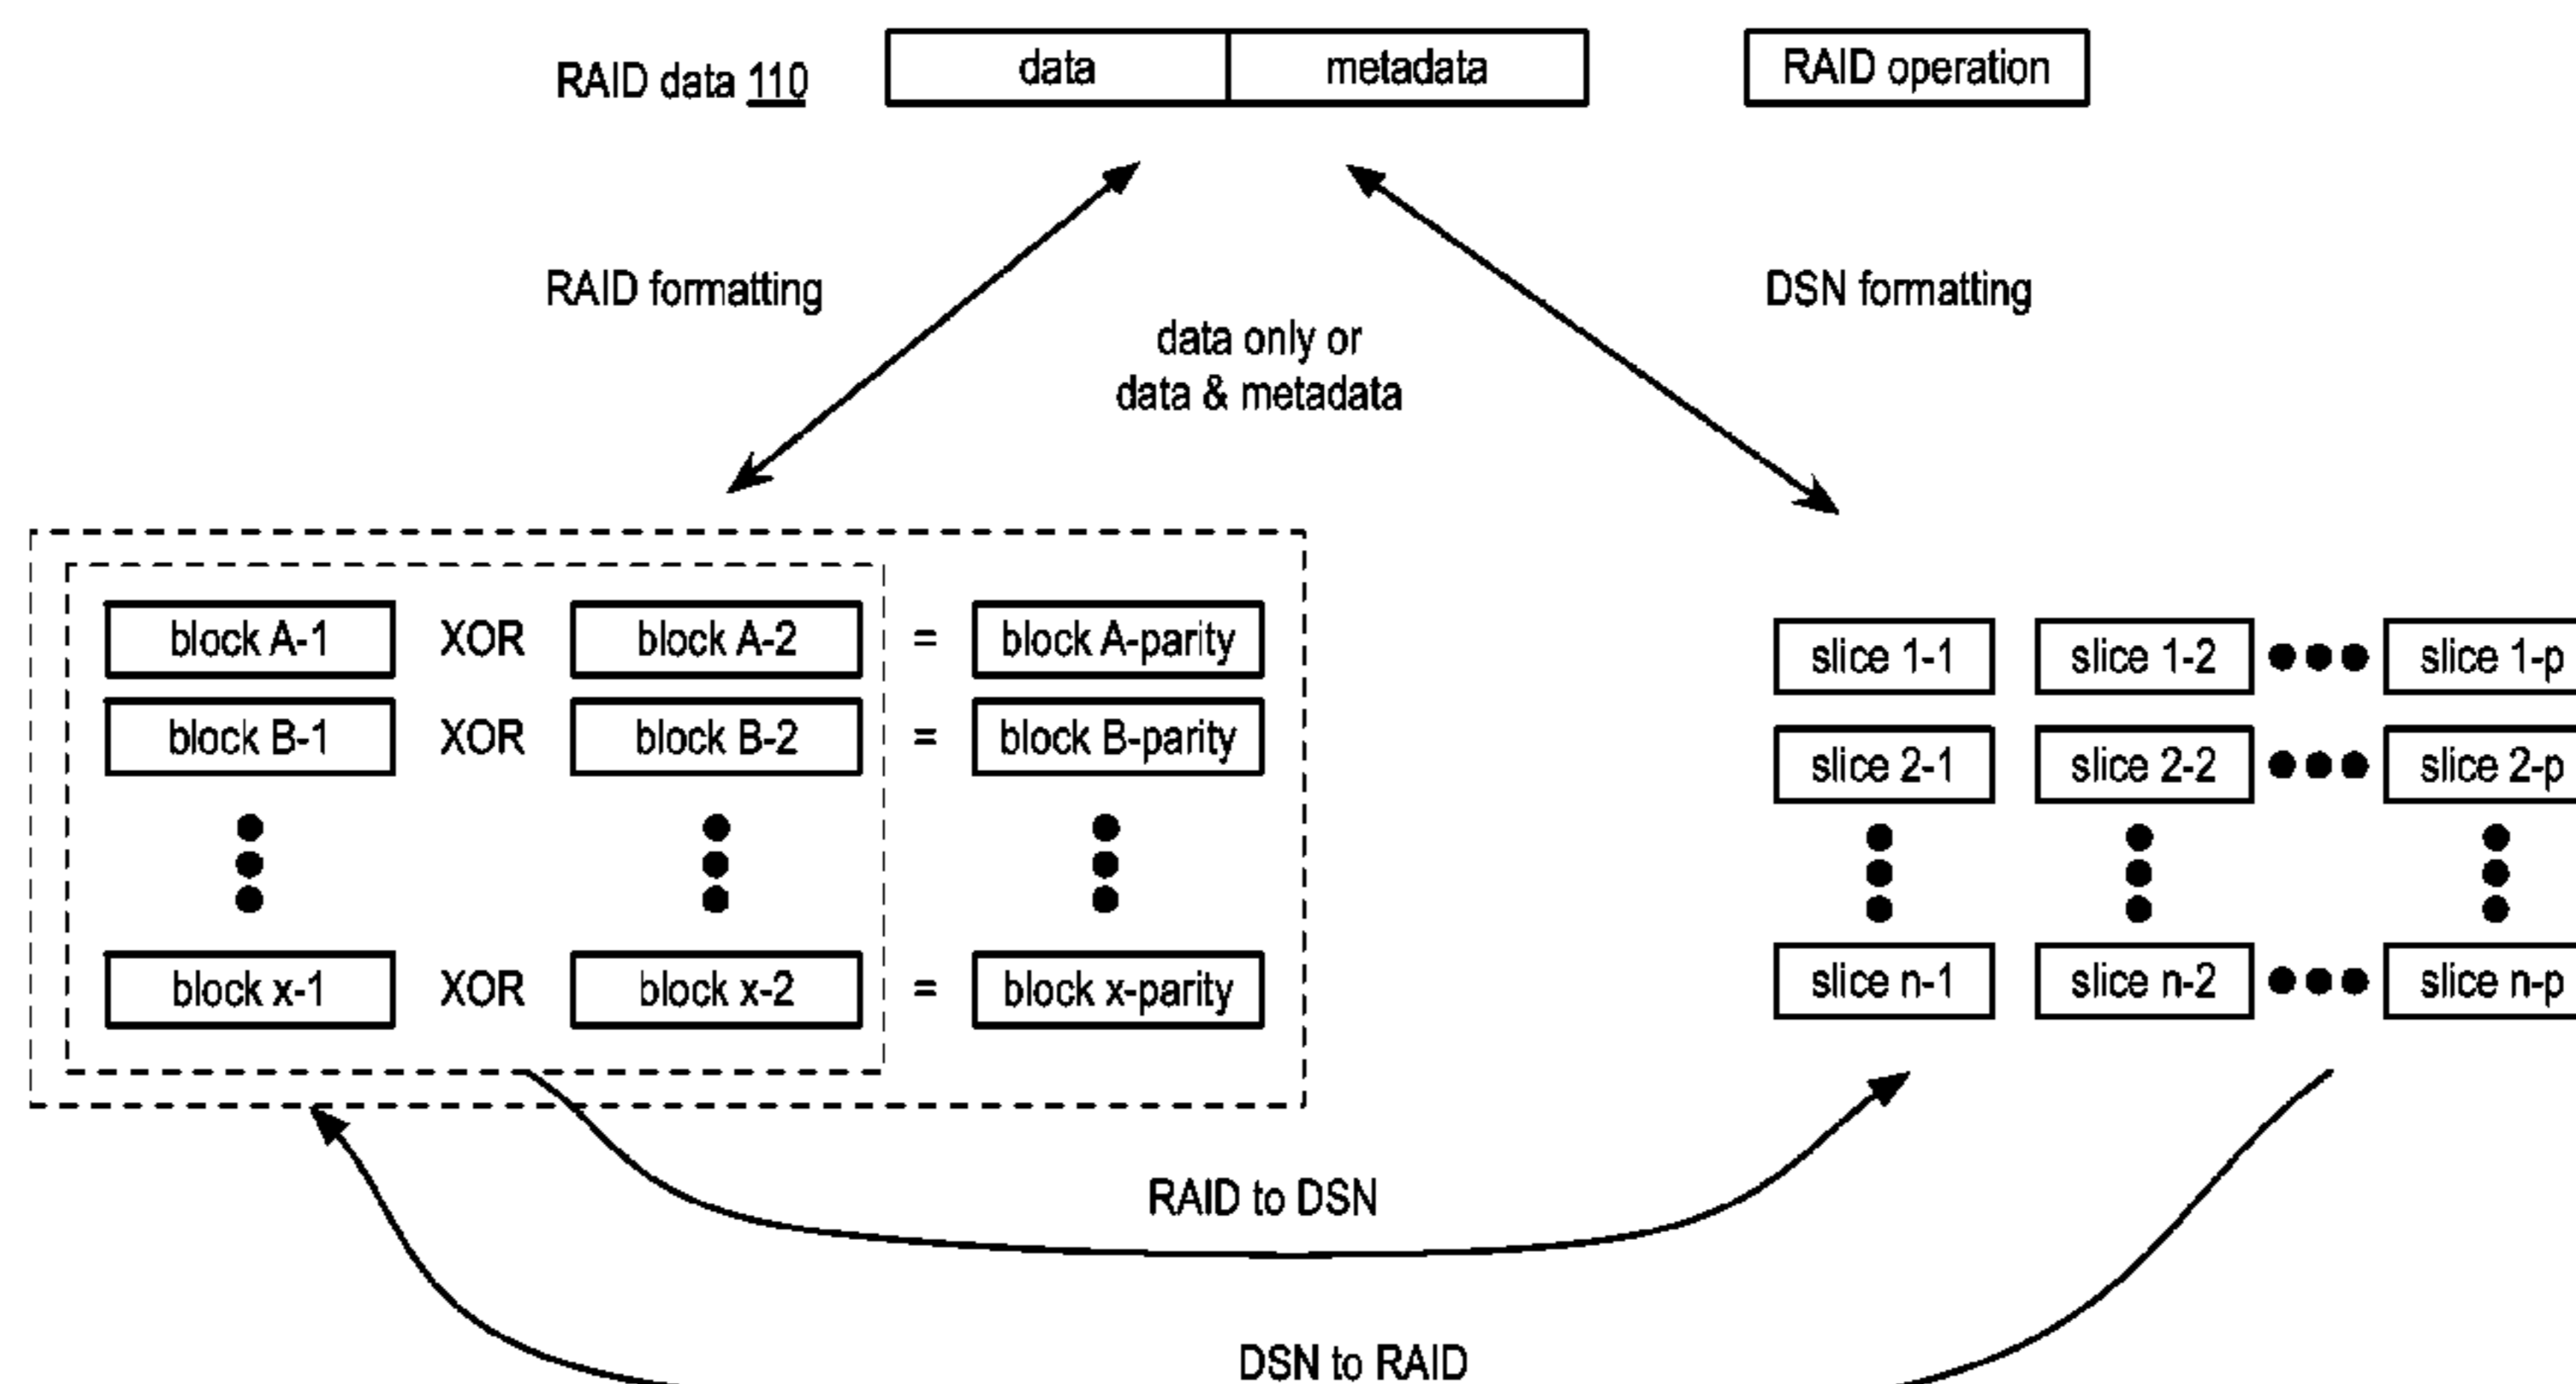 RAID data 110
data
metadata
RAID operation
RAID formatting
DSN formatting
data only or
data & metadata
block A-1 XOR block A-2 = block A-parity
block B-1 XOR block B-2 = block B-parity
block x-1 XOR block x-2 = block x-parity
slice 1-1 slice 1-2 ●●● slice 1-p
slice 2-1 slice 2-2 ●●● slice 2-p
slice n-1 slice n-2 ●●● slice n-p
RAID to DSN
DSN to RAID